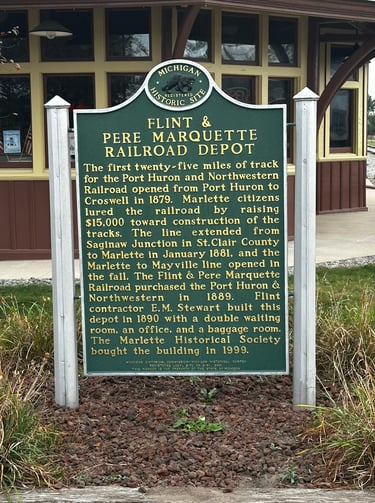 MICHIGAN
REGISTERED
HISTORIC SITE
FLINT &
PERE MARQUETTE
RAILROAD DEPOT
The first twenty-five miles of track
for the Port Huron and Northwestern
Railroad opened from Port Huron to
Croswell in 1879. Marlette citizens
lured the railroad by raising
$15,000 toward construction of the
tracks. The line extended from
Saginaw Junction in St. Clair County
to Marlette in January 1881, and the
Marlette to Mayville line opened in
the fall. The Flint & Pere Marquette
Railroad purchased the Port Huron &
Northwestern in 1889. Flint
contractor E.M. Stewart built this
depot in 1890 with a double waiting
room, an office, and a baggage room.
The Marlette Historical Society
bought the building in 1999.